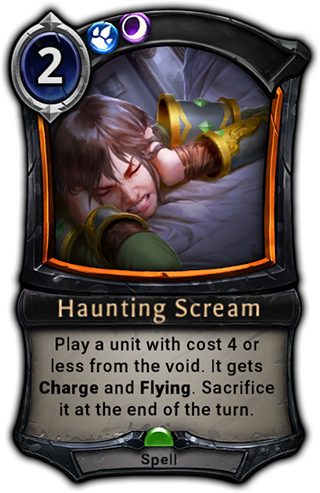 2
Haunting Scream
Play a unit with cost 4 or
less from the void. It gets
Charge and Flying. Sacrifice
it at the end of the turn.
Spell